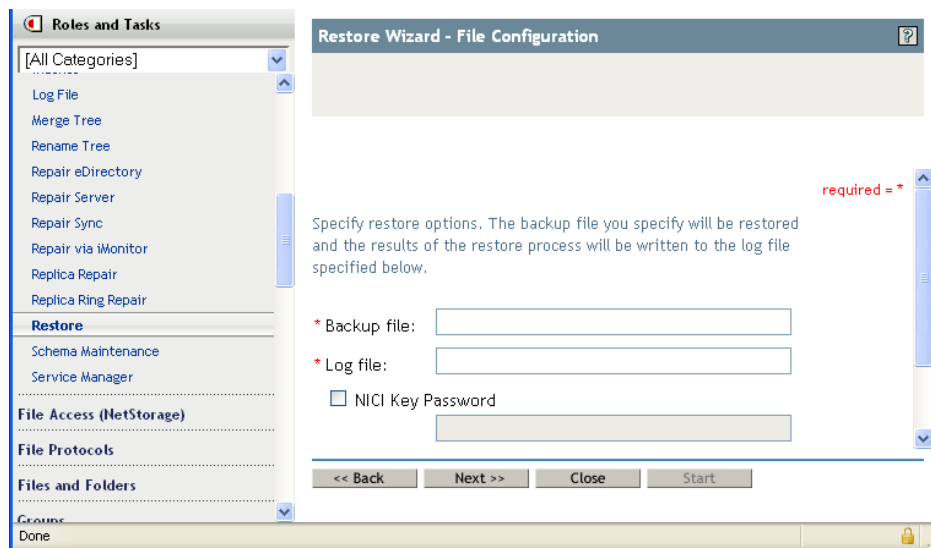 Roles and Tasks
[All Categories]
Log File
Merge Tree
Rename Tree
Repair eDirectory
Repair Server
Repair Sync
Repair via iMonitor
Replica Repair
Replica Ring Repair
Restore
Schema Maintenance
Service Manager
File Access (NetStorage)
File Protocols
Files and Folders
Groups
Restore Wizard - File Configuration
?
required = *
Specify restore options. The backup file you specify will be restored
and the results of the restore process will be written to the log file
specified below.
* Backup file:
* Log file:
NICI Key Password
<< Back Next >> Close Start
Done